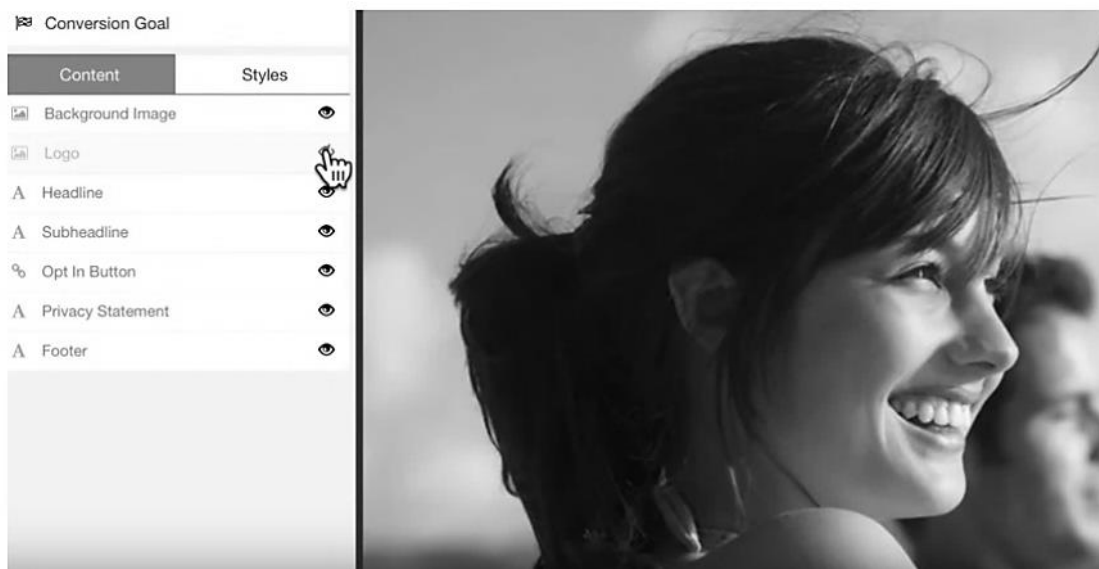 Conversion Goal
Content Styles
Background Image
Logo
A Headline
A Subheadline
Opt In Button
A Privacy Statement
A Footer